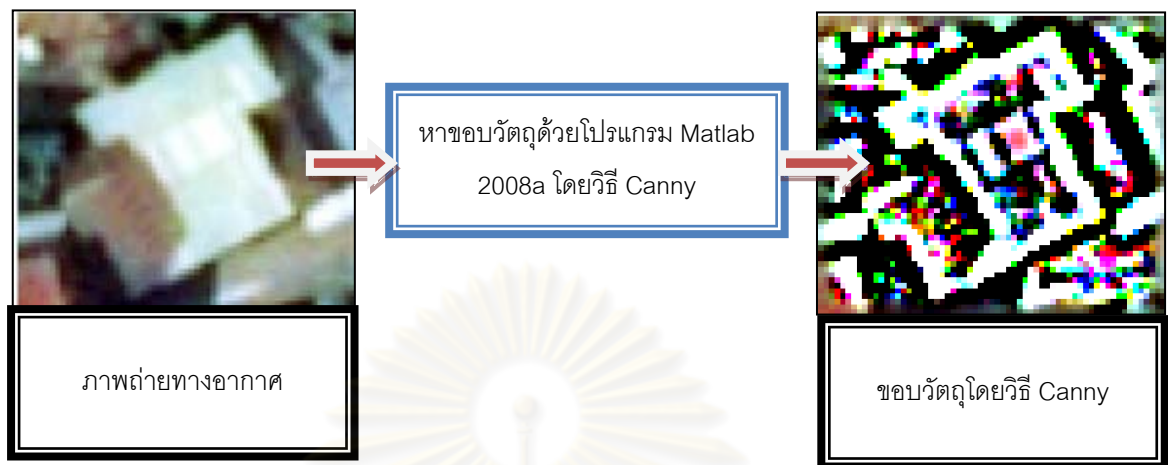 หาขอบวัตถุด้วยโปรแกรม Matlab
2008a โดยวิธี Canny
ภาพถ่ายทางอากาศ
ขอบวัตถุโดยวิธี Canny